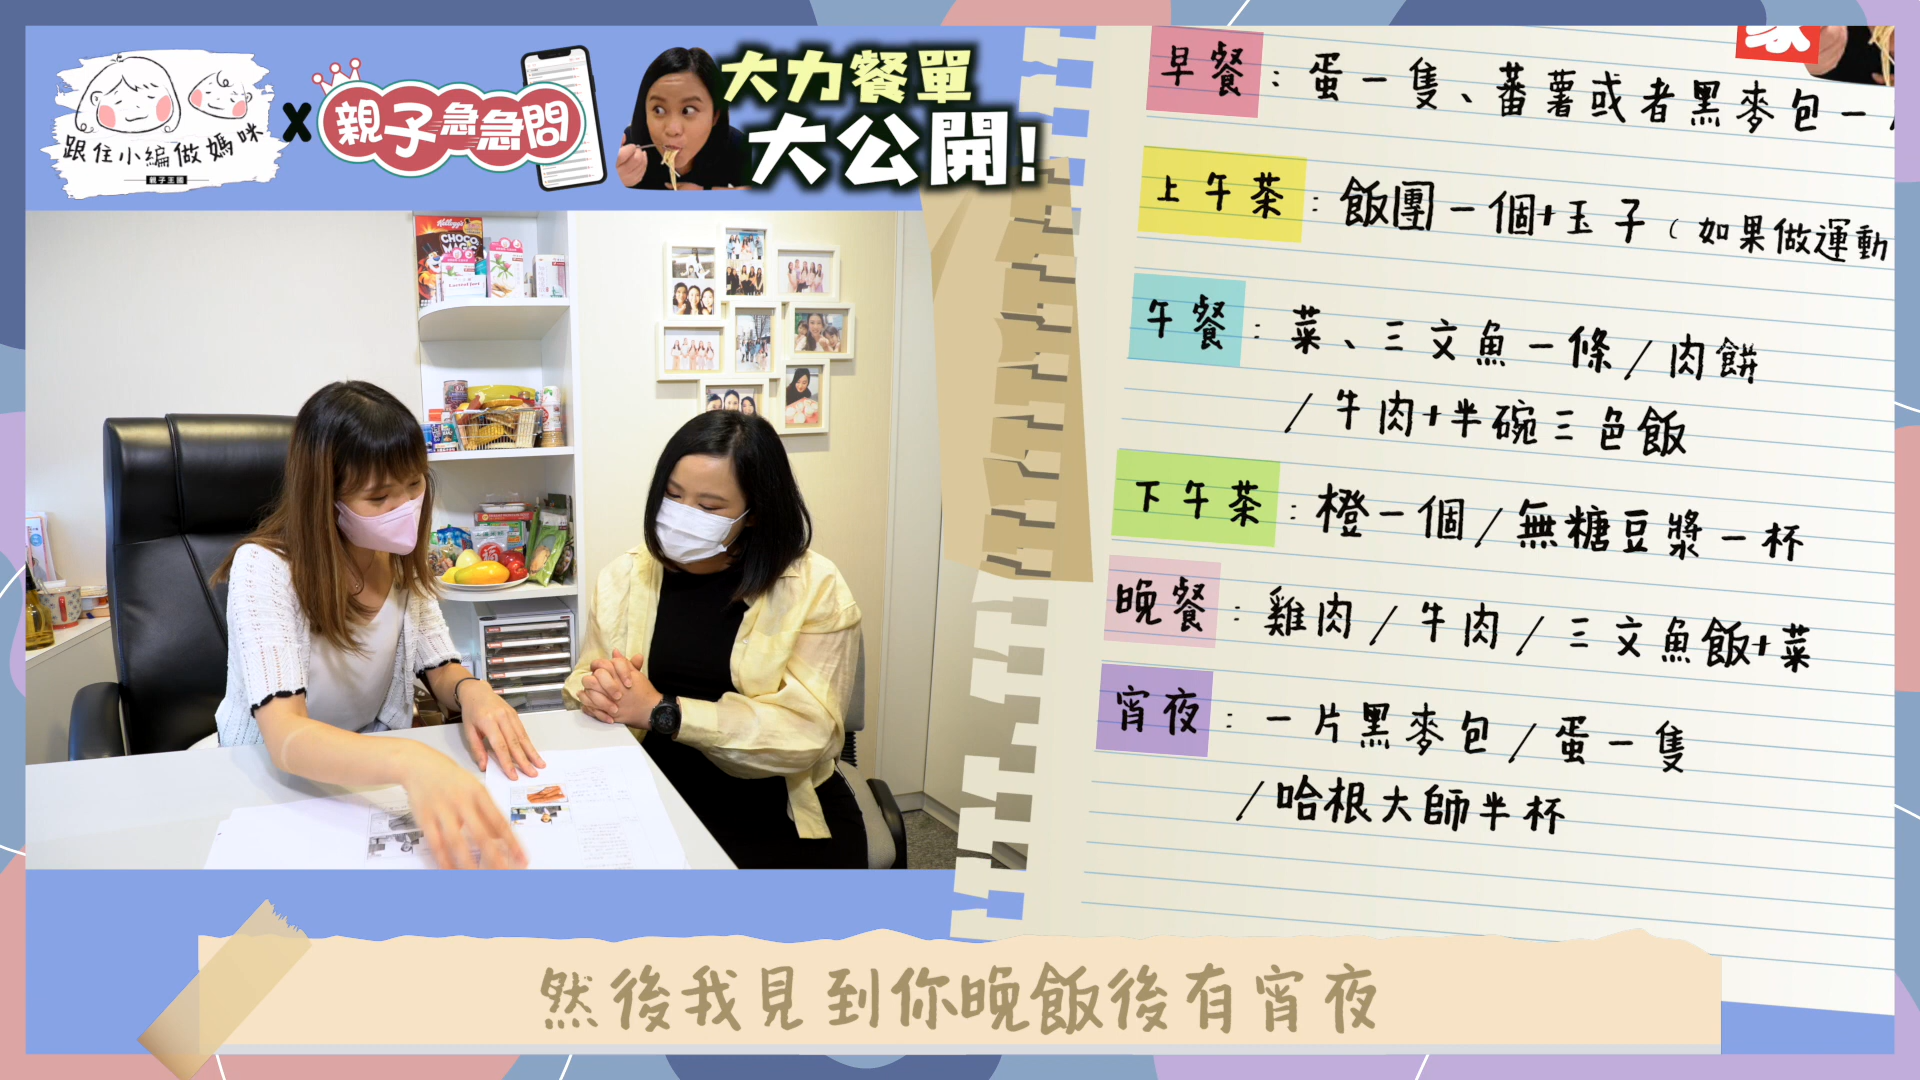 跟住小編做媽咪
親子王國
X
親子急急問
大力餐單
大公開!
Kellogg's
CHOCO
MAGIC
早餐：蛋一隻、蕃薯或者黑麥包一
上午茶：飯團一個+玉子（如果做運動
午餐：菜、三文魚一條/肉餅
/牛肉+半碗三色飯
下午茶：橙一個/無糖豆漿一杯
晚餐：雞肉/牛肉/三文魚飯+菜
宵夜：一片黑麥包/蛋一隻
/哈根大師半杯
然後我見到你晚飯後有宵夜